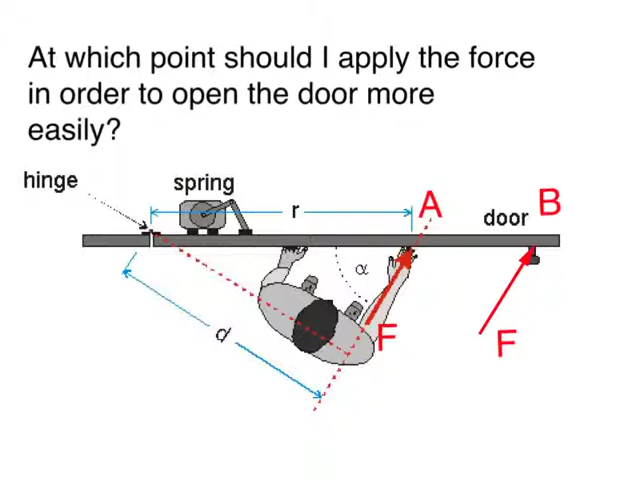 At which point should I apply the force
in order to open the door more
easily?
hinge
spring
r
A
door
B
α
d
F
F